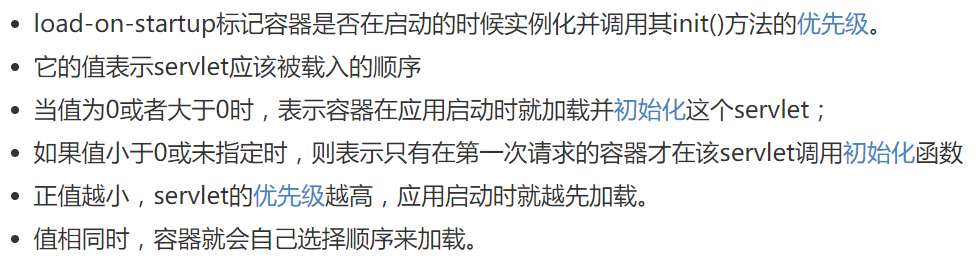 load-on-startup标记容器是否在启动的时候实例化并调用其init()方法的优先级。
它的值表示servlet应该被载入的顺序
当值为0或者大于0时，表示容器在应用启动时就加载并初始化这个servlet；
如果值小于0或未指定时，则表示只有在第一次请求的容器才在该servlet调用初始化函数
正值越小，servlet的优先级越高，应用启动时就越先加载。
值相同时，容器就会自己选择顺序来加载。